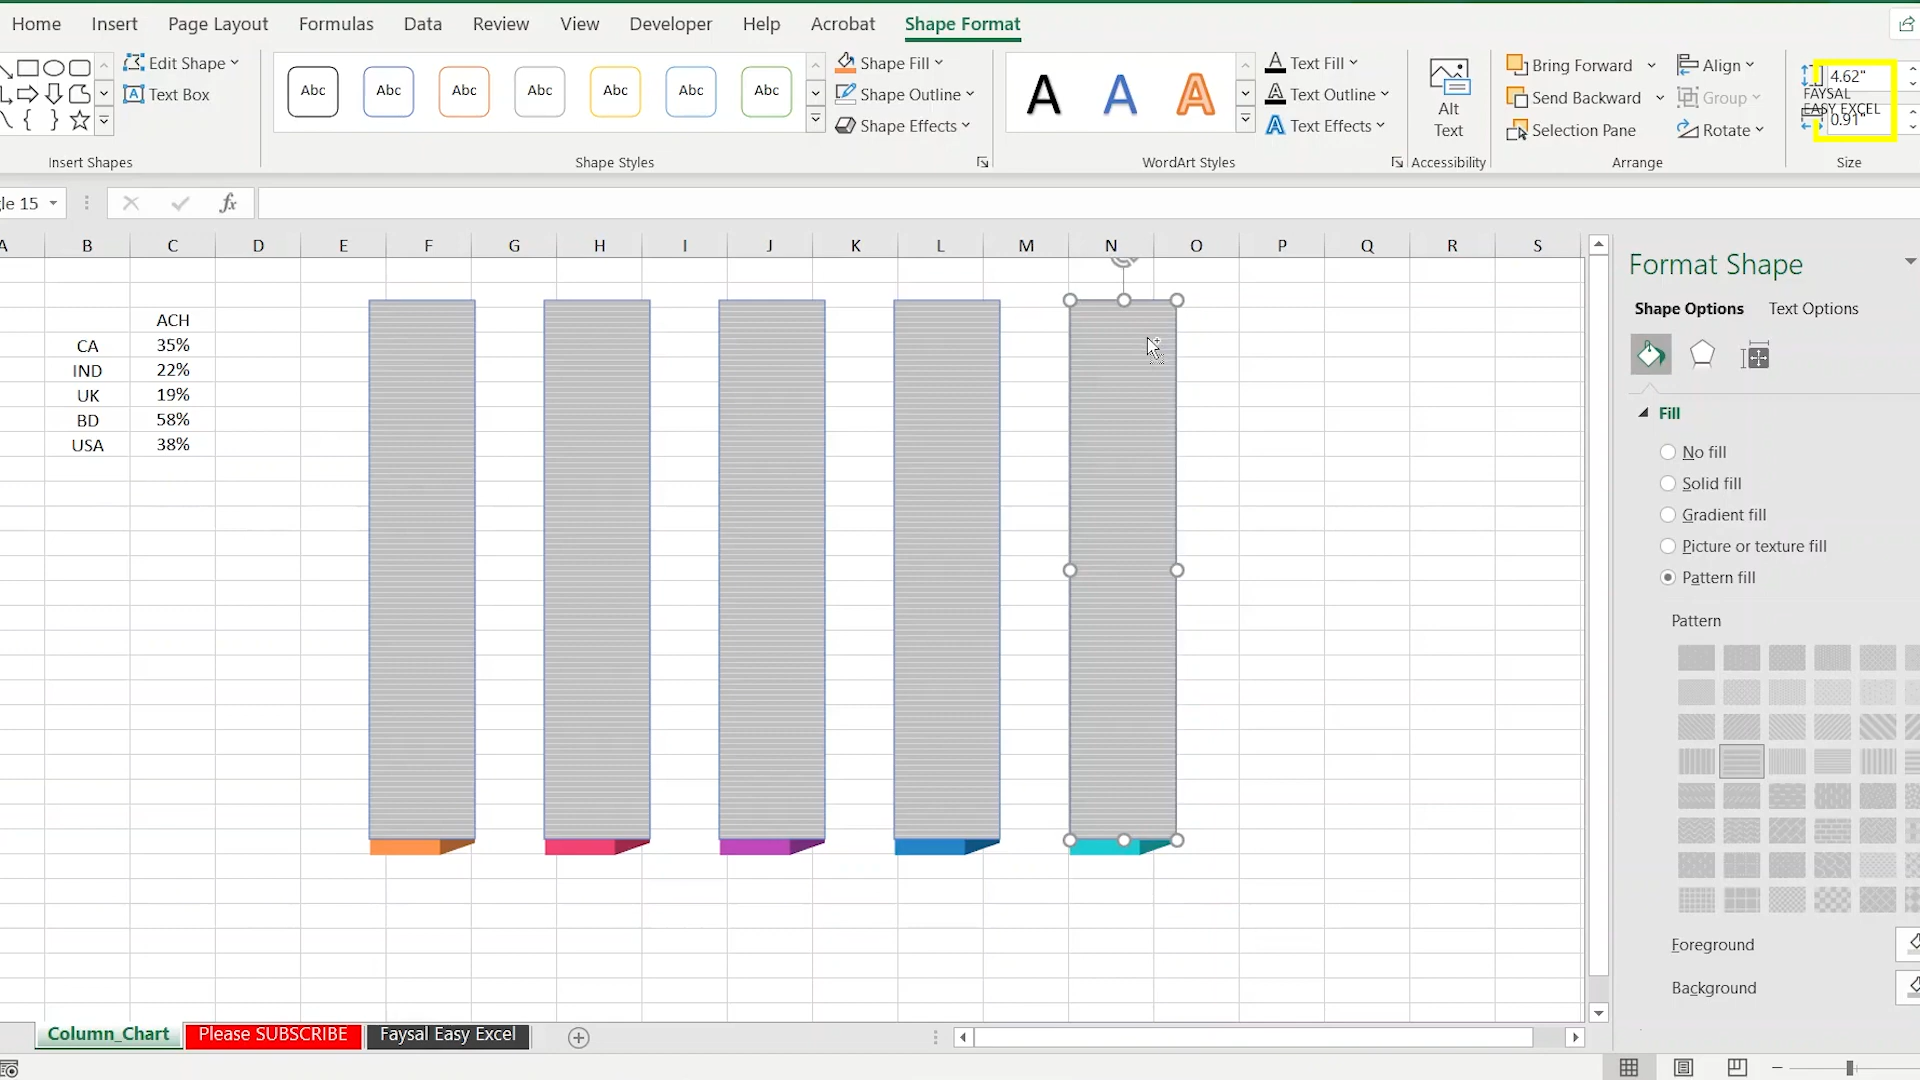 Home Insert Page Layout Formulas Data Review View Developer Help Acrobat Shape Format
Edit Shape
Text Box
Insert Shapes
Abc Abc Abc Abc Abc Abc Abc
Shape Fill
Shape Outline
Shape Effects
Shape Styles
A A A
Text Fill
Text Outline
Text Effects
WordArt Styles
Alt
Text
Accessibility
Bring Forward
Send Backward
Selection Pane
Align
Group
Rotate
Arrange
4.62"
FAYSAL
EASY EXCEL
0.91"
Size
le 15
fx
A B C D E F G H I J K L M N O P Q R S
ACH
CA 35%
IND 22%
UK 19%
BD 58%
USA 38%
Format Shape
Shape Options Text Options
Fill
No fill
Solid fill
Gradient fill
Picture or texture fill
Pattern fill
Pattern
Foreground
Background
Column_Chart Please SUBSCRIBE Faysal Easy Excel